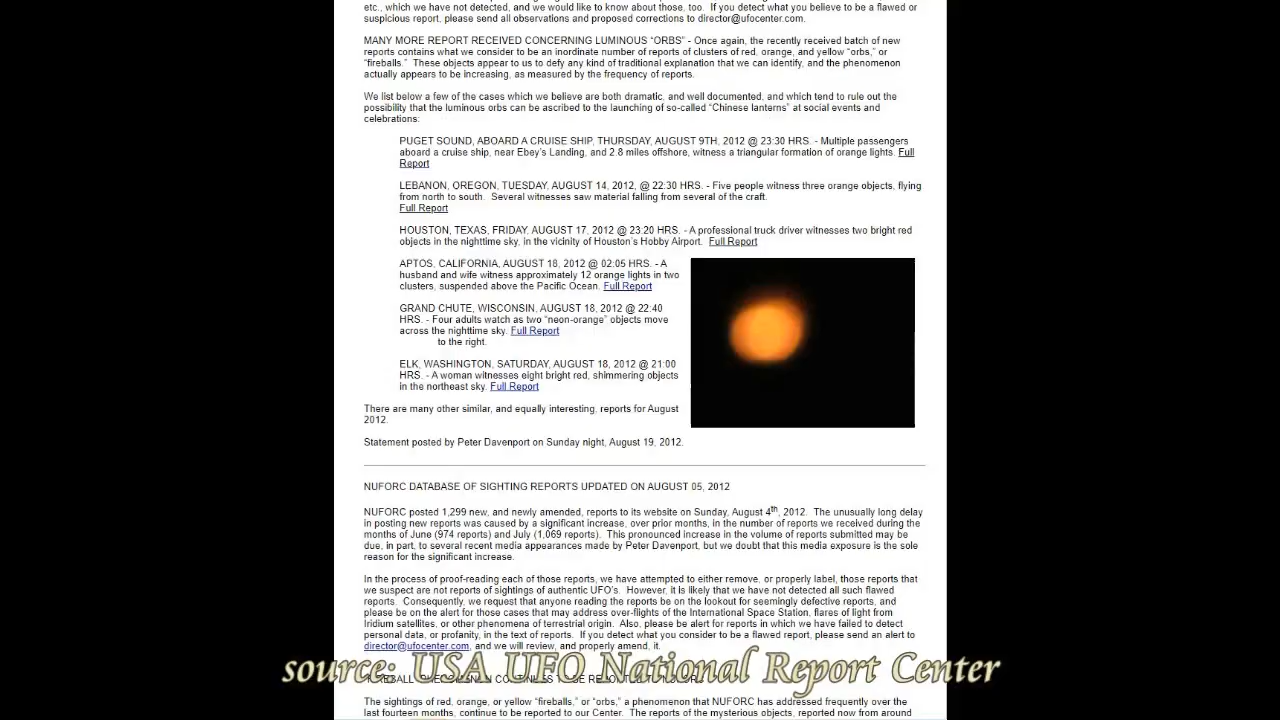 etc., which we have not detected, and we would like to know about those, too. If you detect what you believe to be a flawed or
suspicious report, please send all observations and proposed corrections to director@ufocenter.com.
MANY MORE REPORT RECEIVED CONCERNING LUMINOUS "ORBS" - Once again, the recently received batch of new
reports contains what we consider to be an inordinate number of reports of clusters of red, orange, and yellow "orbs," or
"fireballs." These objects appear to us to defy any kind of traditional explanation that we can identify, and the phenomenon
actually appears to be increasing, as measured by the frequency of reports.
We list below a few of the cases which we believe are both dramatic, and well documented, and which tend to rule out the
possibility that the luminous orbs can be ascribed to the launching of so-called "Chinese lanterns" at social events and
celebrations:
PUGET SOUND, ABOARD A CRUISE SHIP, THURSDAY, AUGUST 9TH, 2012 @ 23:30 HRS. - Multiple passengers
aboard a cruise ship, near Ebey's Landing, and 2.8 miles offshore, witness a triangular formation of orange lights. Full
Report
LEBANON, OREGON, TUESDAY, AUGUST 14, 2012, @ 22:30 HRS. - Five people witness three orange objects, flying
from north to south. Several witnesses saw material falling from several of the craft.
Full Report
HOUSTON, TEXAS, FRIDAY, AUGUST 17, 2012 @ 23:20 HRS. - A professional truck driver witnesses two bright red
objects in the nighttime sky, in the vicinity of Houston's Hobby Airport. Full Report
APTOS, CALIFORNIA, AUGUST 18, 2012 @ 02:05 HRS. - A
husband and wife witness approximately 12 orange lights in two
clusters, suspended above the Pacific Ocean. Full Report
GRAND CHUTE, WISCONSIN, AUGUST 18, 2012 @ 22:40
HRS. - Four adults watch as two "neon-orange" objects move
across the nighttime sky. Full Report
to the right.
ELK, WASHINGTON, SATURDAY, AUGUST 18, 2012 @ 21:00
HRS. - A woman witnesses eight bright red, shimmering objects
in the northeast sky. Full Report
There are many other similar, and equally interesting, reports for August
2012.
Statement posted by Peter Davenport on Sunday night, August 19, 2012.
NUFORC DATABASE OF SIGHTING REPORTS UPDATED ON AUGUST 05, 2012
NUFORC posted 1,299 new, and newly amended, reports to its website on Sunday, August 4th, 2012. The unusually long delay
in posting new reports was caused by a significant increase, over prior months, in the number of reports we received during the
months of June (974 reports) and July (1,069 reports). This pronounced increase in the volume of reports submitted may be
due, in part, to several recent media appearances made by Peter Davenport, but we doubt that this media exposure is the sole
reason for the significant increase.
In the process of proof-reading each of those reports, we have attempted to either remove, or properly label, those reports that
we suspect are not reports of sightings of authentic UFO's. However, it is likely that we have not detected all such flawed
reports. Consequently, we request that anyone reading the reports be on the lookout for seemingly defective reports, and
please be on the alert for those cases that may address over-flights of the International Space Station, flares of light from
Iridium satellites, or other phenomena of terrestrial origin. Also, please be alert for reports in which we have failed to detect
personal data, or profanity, in the text of reports. If you detect what you consider to be a flawed report, please send an alert to
director@ufocenter.com, and we will review, and properly amend, it.
source: USA UFO National Report Center
The sightings of red, orange, or yellow "fireballs," or "orbs," a phenomenon that NUFORC has addressed frequently over the
last fourteen months, continue to be reported to our Center. The reports of the mysterious objects, reported now from around